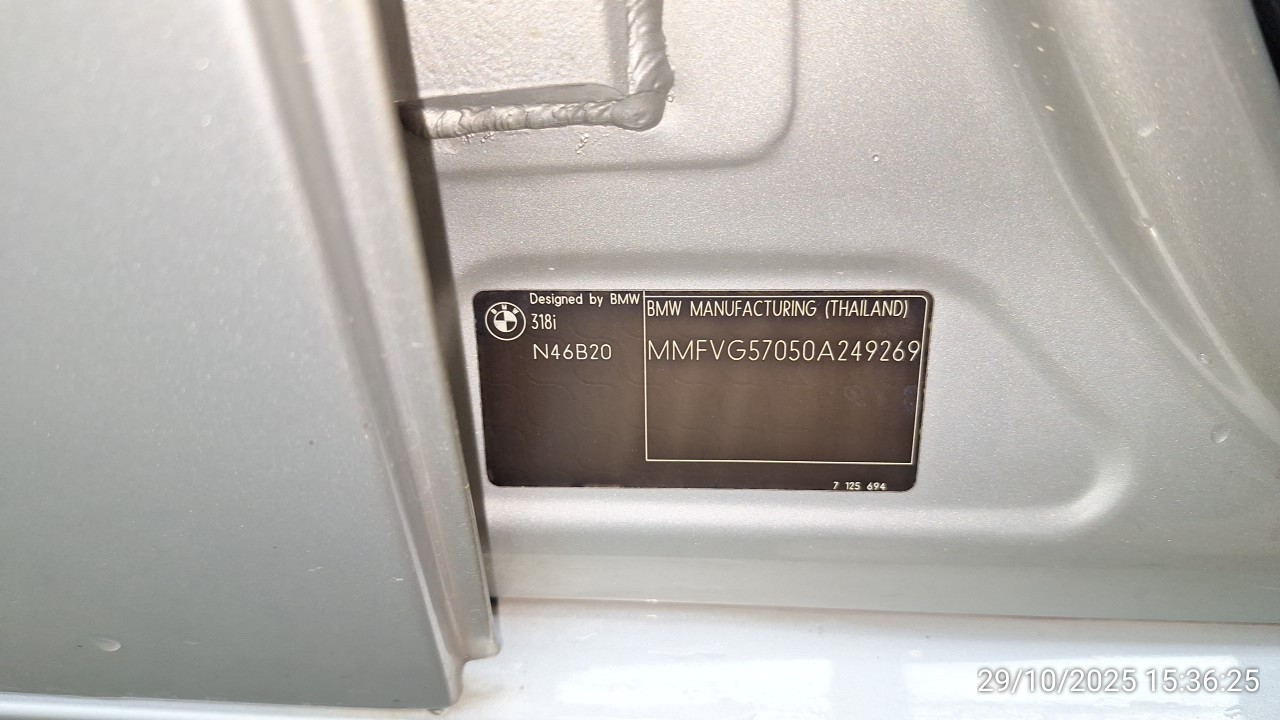 BMW
Designed by BMW
318i
N46B20
BMW MANUFACTURING (THAILAND)
MMFVG57050A249269
7 125 694
29/10/2025 15:36:25